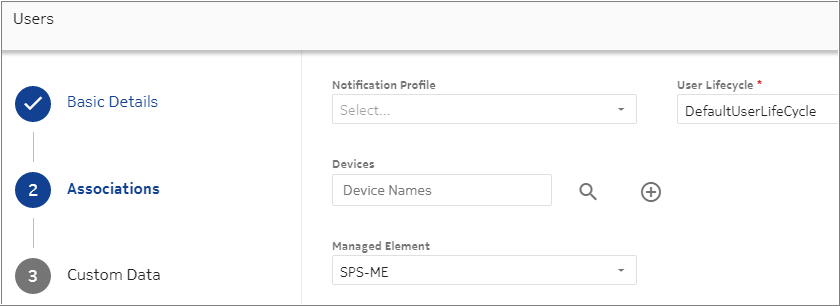 Users
Basic Details
2
Associations
3
Custom Data
Notification Profile
User Lifecycle *
Select...
DefaultUserLifeCycle
Devices
Device Names
Managed Element
SPS-ME